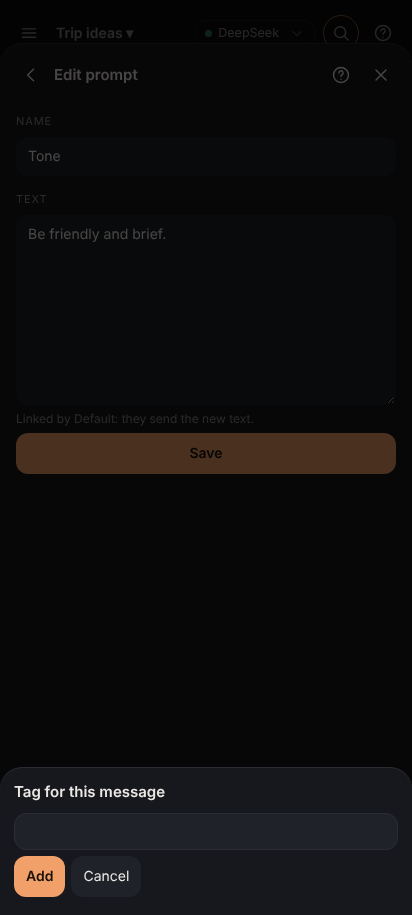 Trip ideas ▾
DeepSeek
Edit prompt
NAME
Tone
TEXT
Be friendly and brief.
Linked by Default: they send the new text.
Save
Tag for this message
Add
Cancel